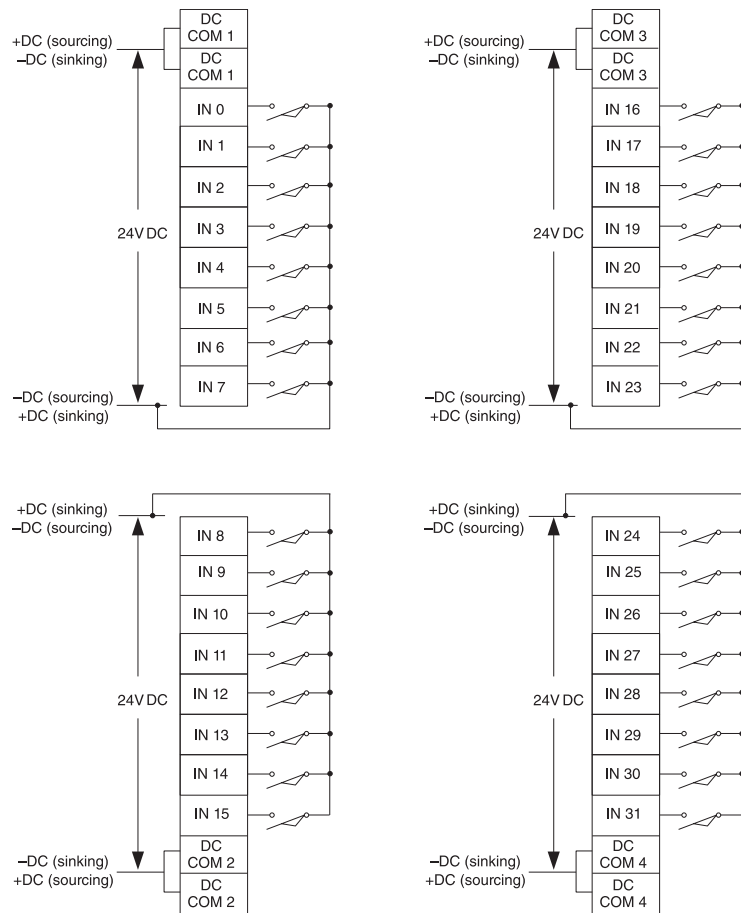 DC
COM 1
+DC (sourcing)
–DC (sinking)
DC
COM 1
IN 0
IN 1
IN 2
IN 3
24V DC
IN 4
IN 5
IN 6
IN 7
–DC (sourcing)
+DC (sinking)
DC
COM 3
+DC (sourcing)
–DC (sinking)
DC
COM 3
IN 16
IN 17
IN 18
IN 19
24V DC
IN 20
IN 21
IN 22
IN 23
–DC (sourcing)
+DC (sinking)
+DC (sinking)
–DC (sourcing)
IN 8
IN 9
IN 10
IN 11
24V DC
IN 12
IN 13
IN 14
IN 15
DC
COM 2
–DC (sinking)
+DC (sourcing)
DC
COM 2
+DC (sinking)
–DC (sourcing)
IN 24
IN 25
IN 26
IN 27
24V DC
IN 28
IN 29
IN 30
IN 31
DC
COM 4
–DC (sinking)
+DC (sourcing)
DC
COM 4